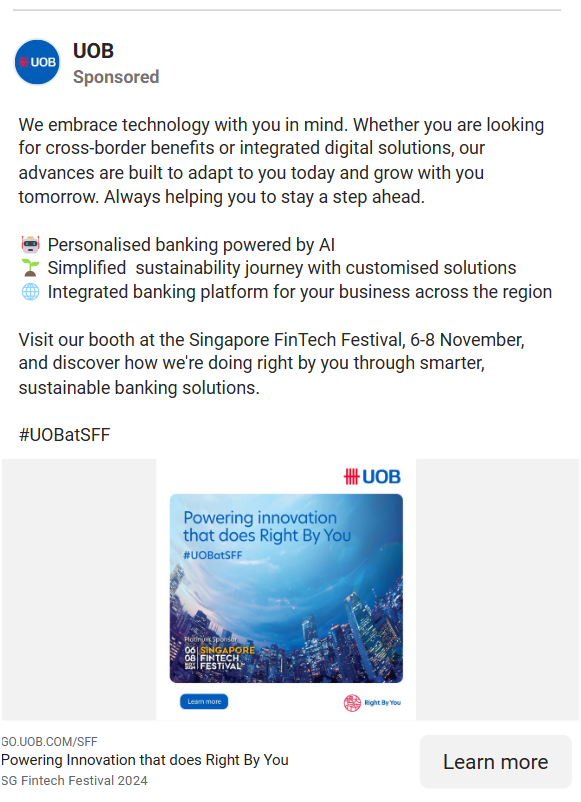 UOB
UOB
Sponsored
We embrace technology with you in mind. Whether you are looking
for cross-border benefits or integrated digital solutions, our
advances are built to adapt to you today and grow with you
tomorrow. Always helping you to stay a step ahead.
🤖 Personalised banking powered by AI
🌱 Simplified  sustainability journey with customised solutions
🌐 Integrated banking platform for your business across the region
Visit our booth at the Singapore FinTech Festival, 6-8 November,
and discover how we're doing right by you through smarter,
sustainable banking solutions.
#UOBatSFF
UOB
Powering innovation
that does Right By You
#UOBatSFF
Platinum Sponsor
06 SINGAPORE
08 FINTECH
FESTIVAL
Learn more
Right By You
GO.UOB.COM/SFF
Powering Innovation that does Right By You
SG Fintech Festival 2024
Learn more